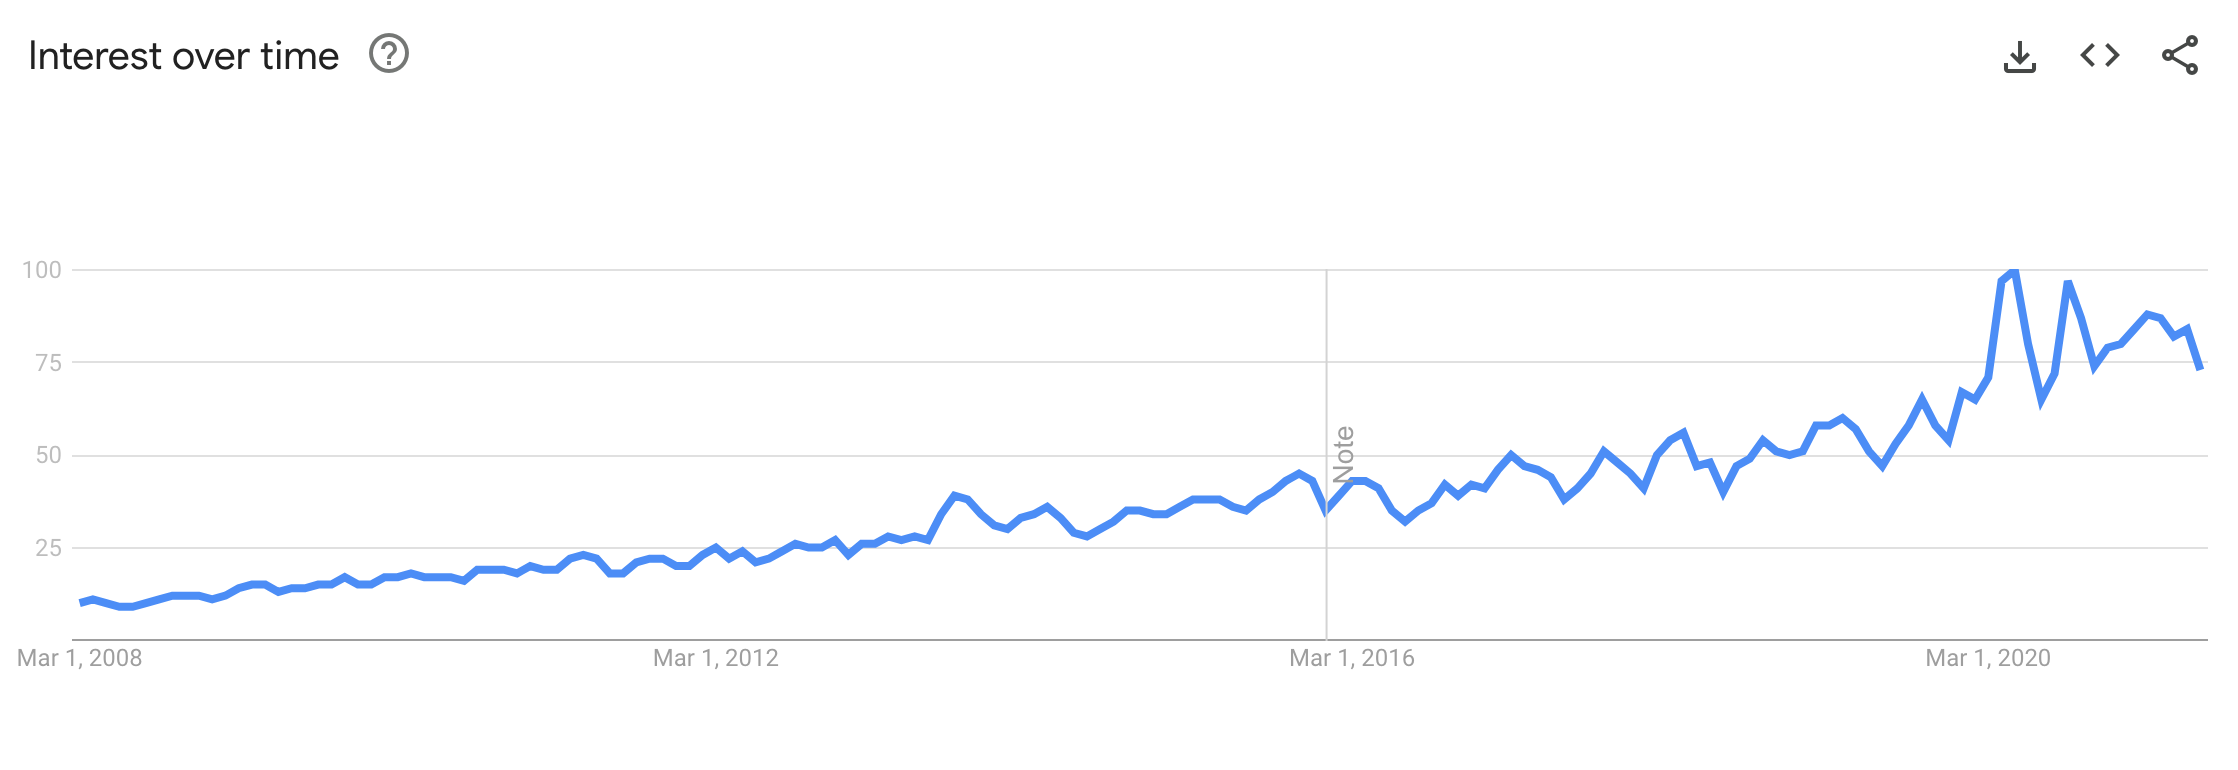 Interest over time
100
75
50
25
Note
Mar 1, 2008
Mar 1, 2012
Mar 1, 2016
Mar 1, 2020